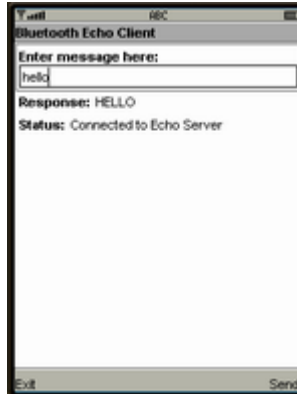 ABC
Bluetooth Echo Client
Enter message here:
hello
Response: HELLO
Status: Connected to Echo Server
Exit Send